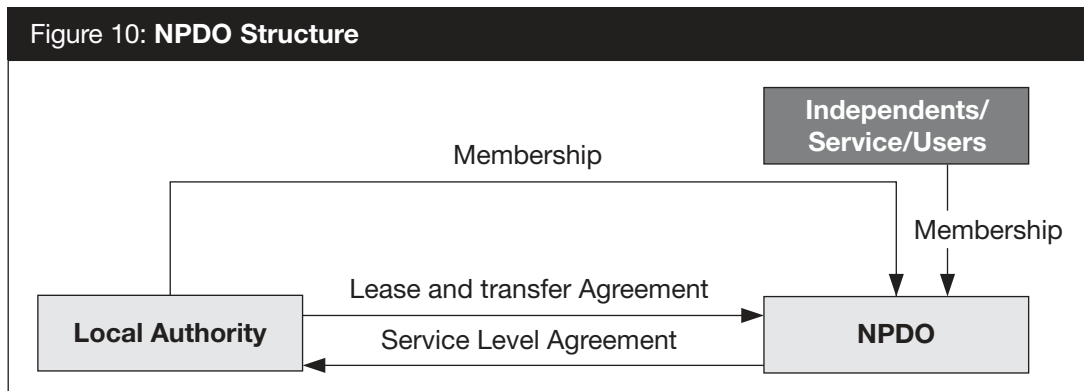 Figure 10: NPDO Structure
Independents/
Service/Users
Membership
Membership
Lease and transfer Agreement
Local Authority
Service Level Agreement
NPDO